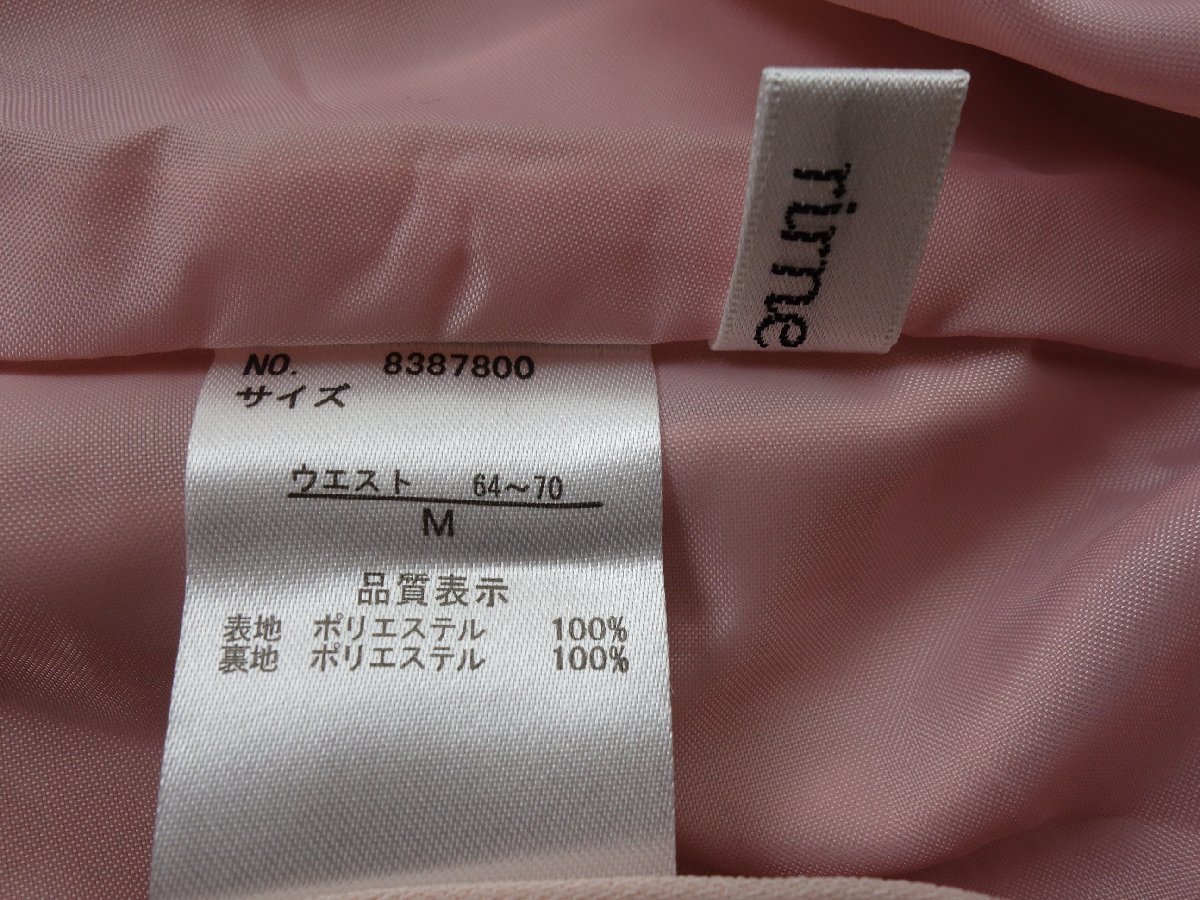 rirne
NO. 8387800
サイズ
ウエスト 64~70
M
品質表示
表地 ポリエステル 100%
裏地 ポリエステル 100%